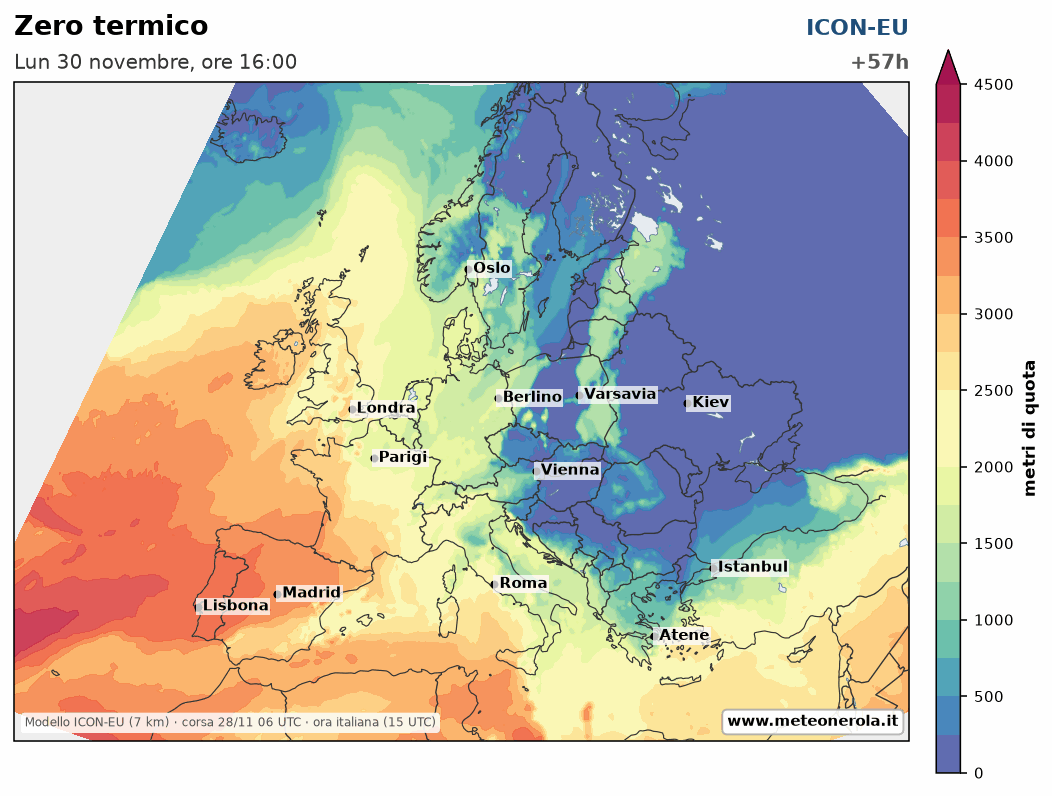 Zero termico
ICON-EU
Lun 30 novembre, ore 16:00
+57h
4500
4000
3500
3000
2500
2000
1500
1000
500
0
metri di quota
Oslo
Berlino
Varsavia
Kiev
Londra
Parigi
Vienna
Istanbul
Roma
Madrid
Lisbona
Atene
Modello ICON-EU (7 km) · corsa 28/11 06 UTC · ora italiana (15 UTC)
www.meteonerola.it